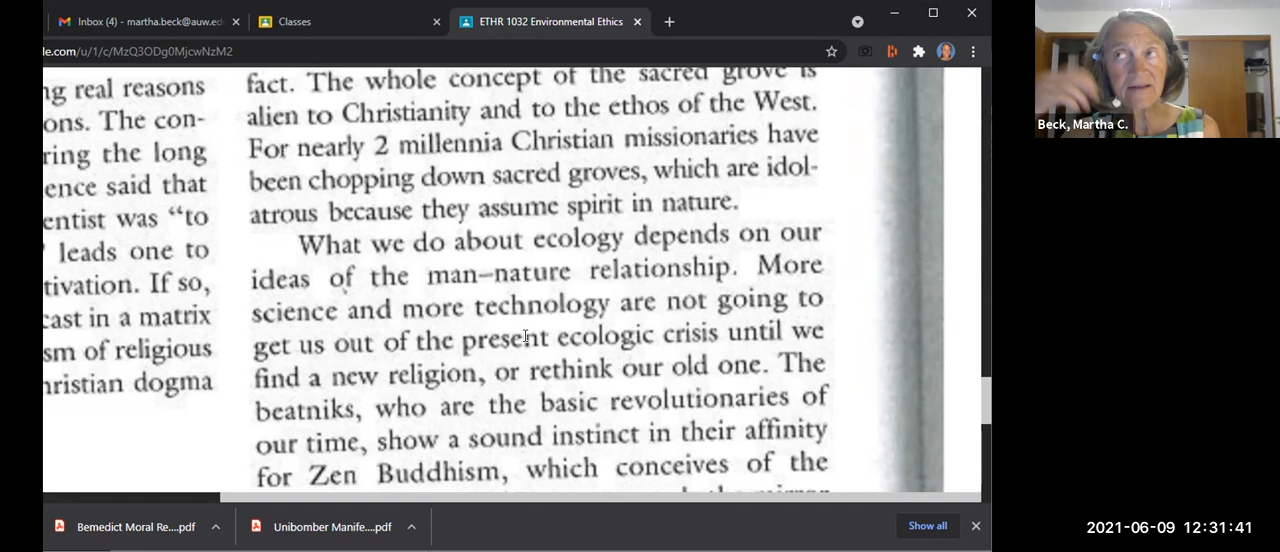 Inbox (4) - martha.beck@auw.ed
Classes
ETHR 1032 Environmental Ethics
le.com/u/1/c/MzQ3ODg0MjcwNzM2
ng real reasons
ons. The con-
ring the long
ence said that
entist was “to
leads one to
tivation. If so,
cast in a matrix
sm of religious
hristian dogma
fact. The whole concept of the sacred grove is
alien to Christianity and to the ethos of the West.
For nearly 2 millennia Christian missionaries have
been chopping down sacred groves, which are idol-
atrous because they assume spirit in nature.
What we do about ecology depends on our
ideas of the man–nature relationship. More
science and more technology are not going to
get us out of the present ecologic crisis until we
find a new religion, or rethink our old one. The
beatniks, who are the basic revolutionaries of
our time, show a sound instinct in their affinity
for Zen Buddhism, which conceives of the
Beck, Martha C.
Bemedict Moral Re....pdf
Unibomber Manife....pdf
Show all
2021-06-09 12:31:41